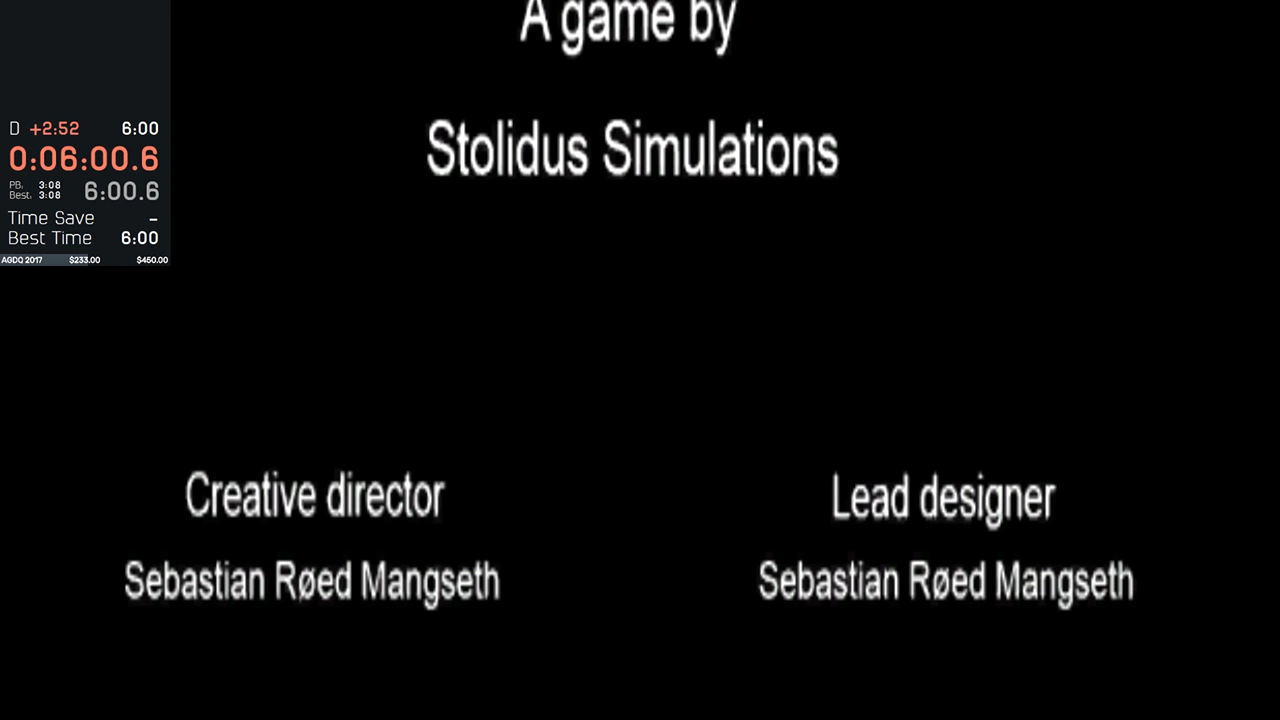 A game by
Stolidus Simulations
D +2:52 6:00
0:06:00.6
PB: 3:08
Best: 3:08
6:00.6
Time Save -
Best Time 6:00
AGDQ 2017 $233.00 $450.00
Creative director Lead designer
Sebastian Røed Mangseth Sebastian Røed Mangseth